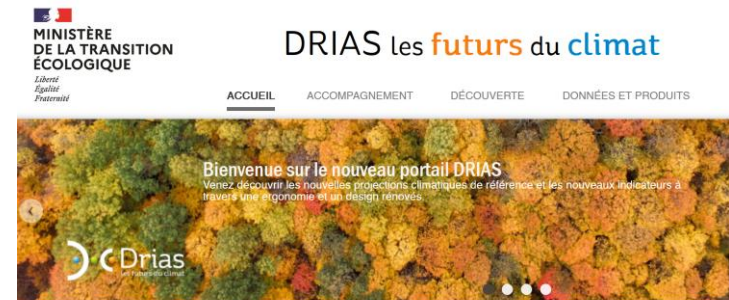 MINISTÈRE
DE LA TRANSITION
ÉCOLOGIQUE
Liberté
Égalité
Fraternité
DRIAS les futurs du climat
ACCUEIL ACCOMPAGNEMENT DÉCOUVERTE DONNÉES ET PRODUITS
Bienvenue sur le nouveau portail DRIAS
Venez découvrir les nouvelles projections climatiques de référence et les nouveaux indicateurs à
travers une ergonomie et un design rénovés.
Drias
les futurs du climat